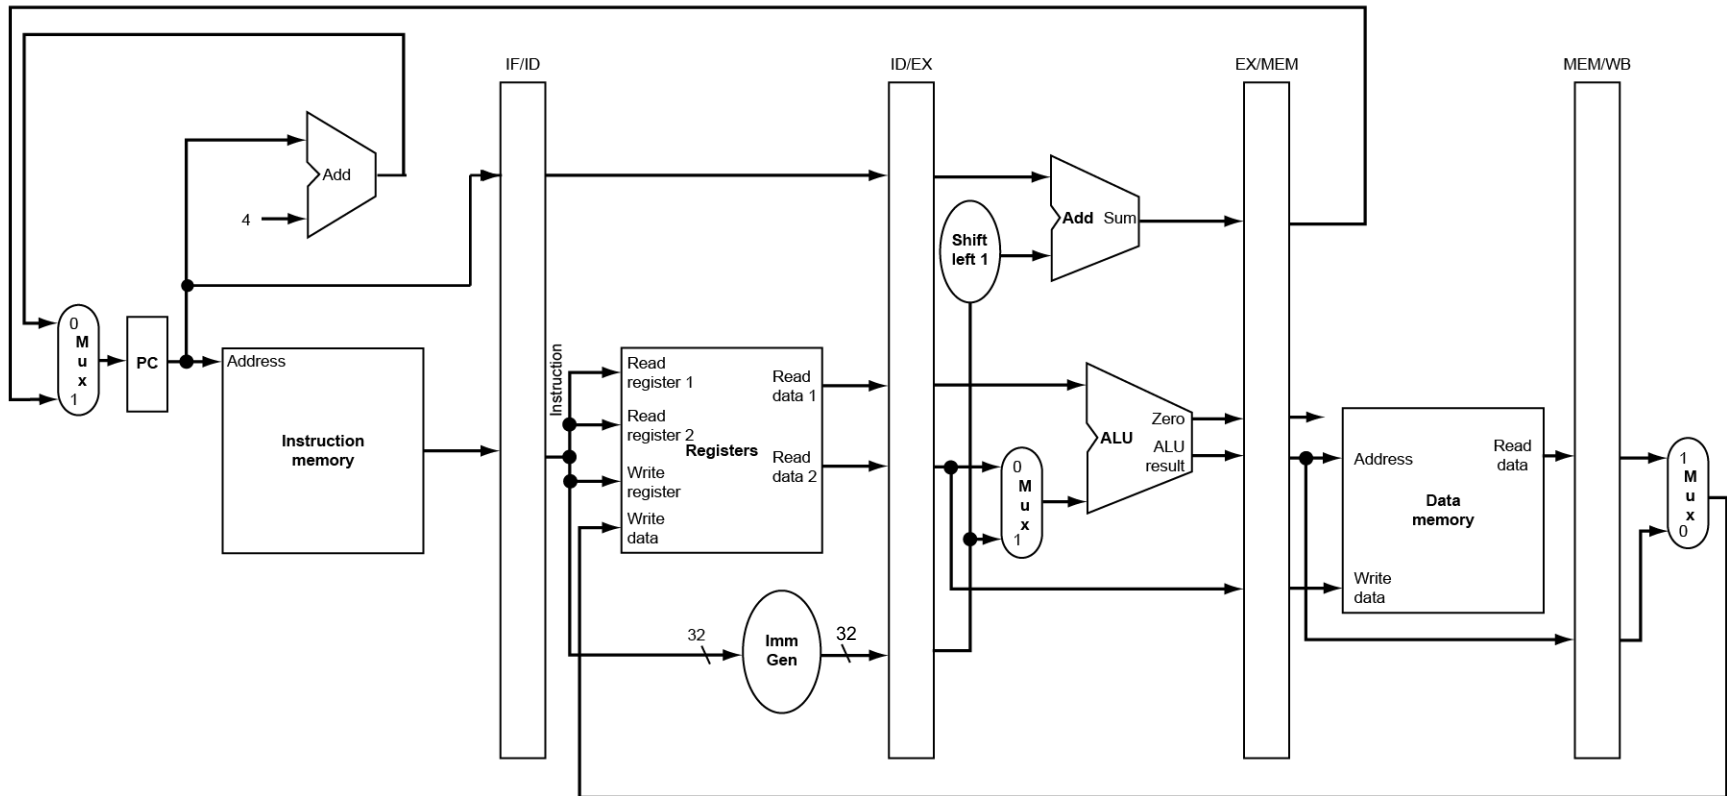 IF/ID
ID/EX
EX/MEM
MEM/WB
Add
4
Add Sum
Shift
left 1
0
M
u
x
1
PC
Address
Instruction
memory
Instruction
Read
register 1
Read
register 2
Registers
Write
register
Write
data
Read
data 1
Read
data 2
0
M
u
x
1
Zero
ALU
ALU
result
Address
Read
data
Data
memory
Write
data
1
M
u
x
0
32
Imm
Gen
32